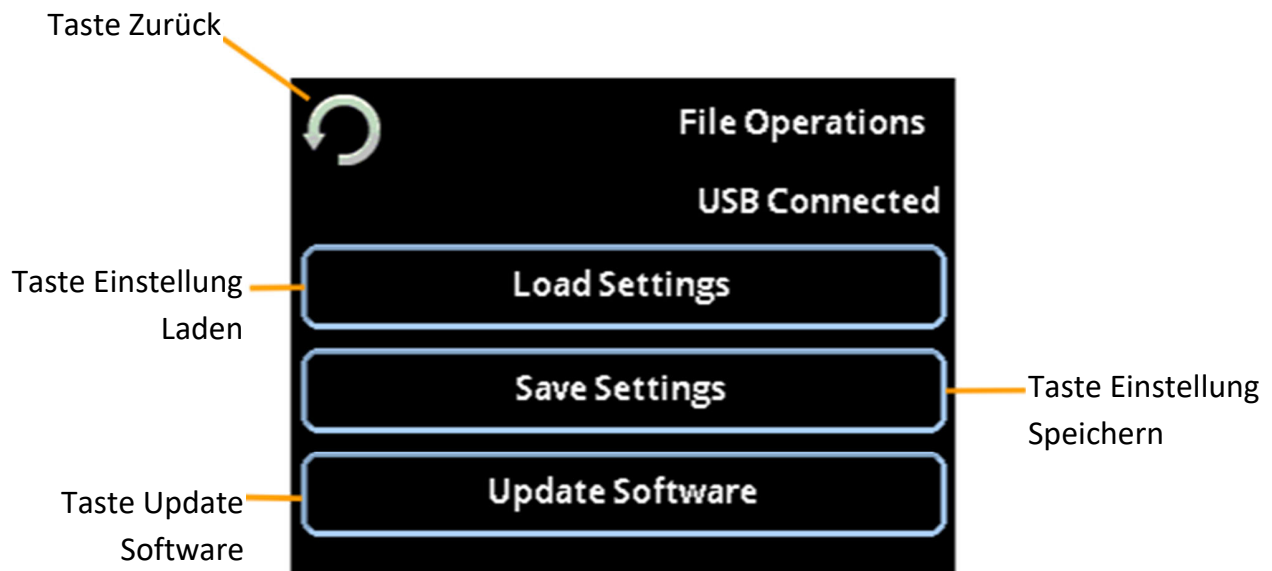 Taste Zurück
File Operations
USB Connected
Taste Einstellung
Laden
Load Settings
Save Settings
Taste Einstellung
Speichern
Taste Update
Software
Update Software